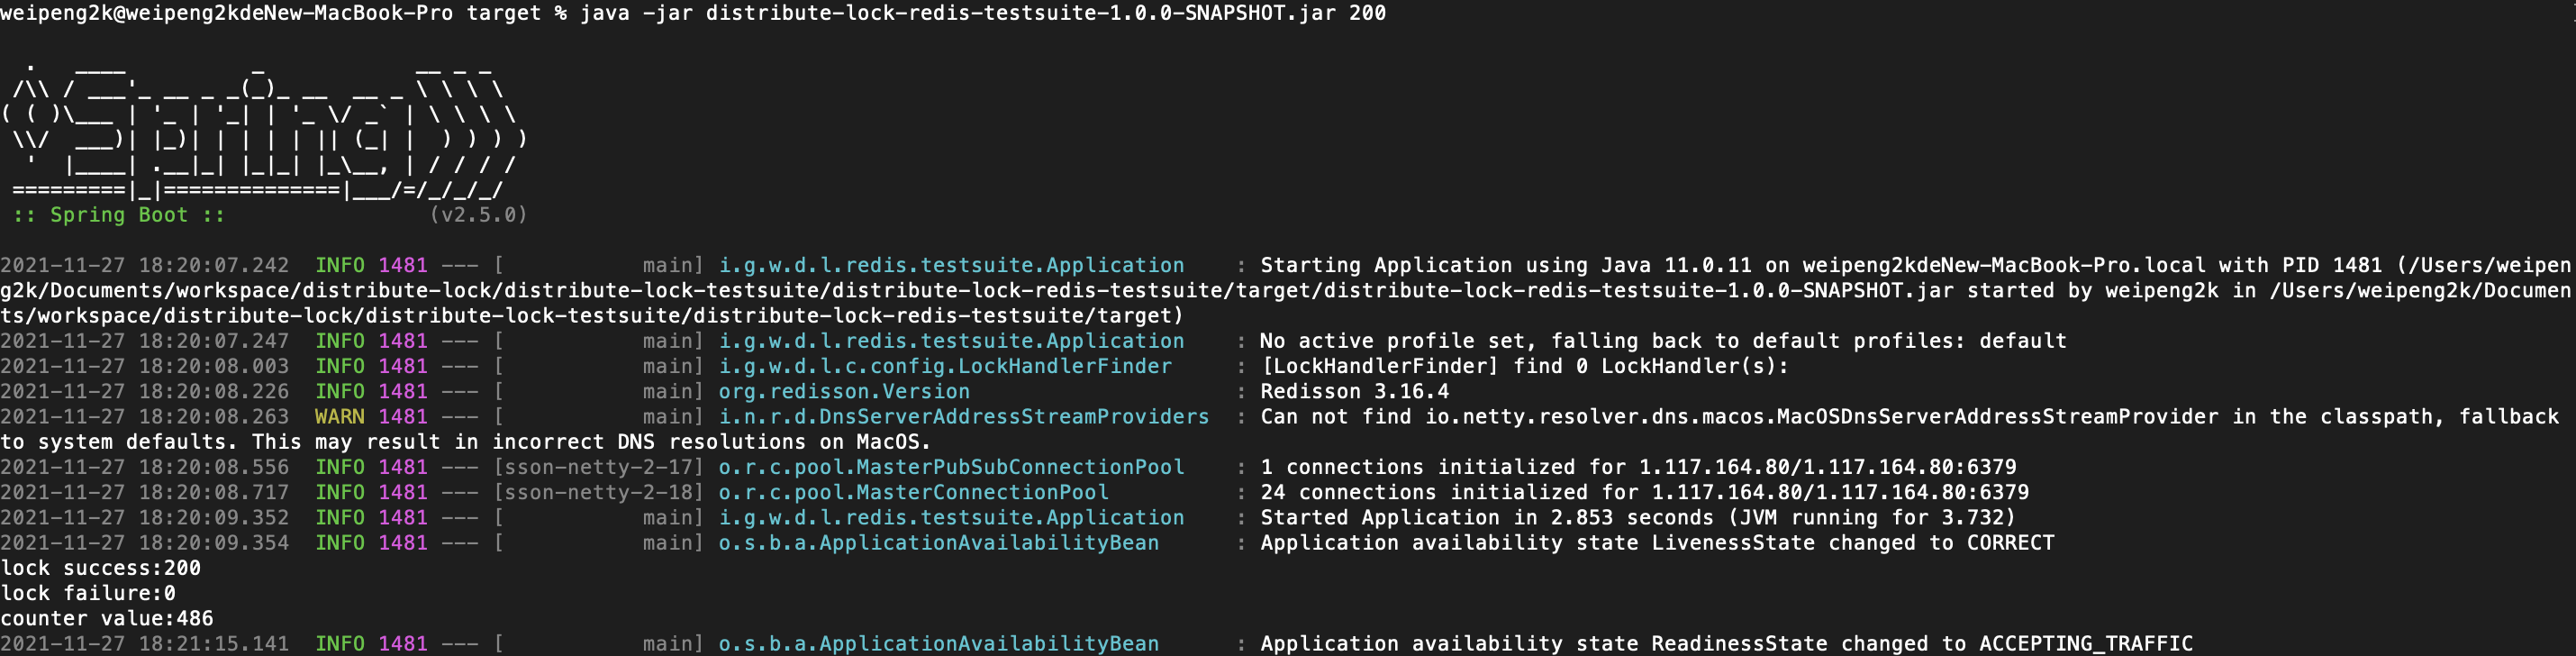 weipeng2k@weipeng2kdeNew-MacBook-Pro target % java -jar distribute-lock-redis-testsuite-1.0.0-SNAPSHOT.jar 200
  .   ____          _            __ _ _
 /\\ / ___'_ __ _ _(_)_ __  __ _ \ \ \ \
( ( )\___ | '_ | '_| | '_ \/ _` | \ \ \ \
 \\/  ___)| |_)| | | | | || (_| |  ) ) ) )
  '  |____| .__|_| |_|_| |_\__, | / / / /
 =========|_|==============|___/=/_/_/_/
 :: Spring Boot ::                (v2.5.0)
2021-11-27 18:20:07.242  INFO 1481 --- [           main] i.g.w.d.l.redis.testsuite.Application    : Starting Application using Java 11.0.11 on weipeng2kdeNew-MacBook-Pro.local with PID 1481 (/Users/weipen
g2k/Documents/workspace/distribute-lock/distribute-lock-testsuite/distribute-lock-redis-testsuite/target/distribute-lock-redis-testsuite-1.0.0-SNAPSHOT.jar started by weipeng2k in /Users/weipeng2k/Documen
ts/workspace/distribute-lock/distribute-lock-testsuite/distribute-lock-redis-testsuite/target)
2021-11-27 18:20:07.247  INFO 1481 --- [           main] i.g.w.d.l.redis.testsuite.Application    : No active profile set, falling back to default profiles: default
2021-11-27 18:20:08.003  INFO 1481 --- [           main] i.g.w.d.l.c.config.LockHandlerFinder     : [LockHandlerFinder] find 0 LockHandler(s):
2021-11-27 18:20:08.226  INFO 1481 --- [           main] org.redisson.Version                     : Redisson 3.16.4
2021-11-27 18:20:08.263  WARN 1481 --- [           main] i.n.r.d.DnsServerAddressStreamProviders  : Can not find io.netty.resolver.dns.macos.MacOSDnsServerAddressStreamProvider in the classpath, fallback
to system defaults. This may result in incorrect DNS resolutions on MacOS.
2021-11-27 18:20:08.556  INFO 1481 --- [sson-netty-2-17] o.r.c.pool.MasterPubSubConnectionPool    : 1 connections initialized for 1.117.164.80/1.117.164.80:6379
2021-11-27 18:20:08.717  INFO 1481 --- [sson-netty-2-18] o.r.c.pool.MasterConnectionPool          : 24 connections initialized for 1.117.164.80/1.117.164.80:6379
2021-11-27 18:20:09.352  INFO 1481 --- [           main] i.g.w.d.l.redis.testsuite.Application    : Started Application in 2.853 seconds (JVM running for 3.732)
2021-11-27 18:20:09.354  INFO 1481 --- [           main] o.s.b.a.ApplicationAvailabilityBean      : Application availability state LivenessState changed to CORRECT
lock success:200
lock failure:0
counter value:486
2021-11-27 18:21:15.141  INFO 1481 --- [           main] o.s.b.a.ApplicationAvailabilityBean      : Application availability state ReadinessState changed to ACCEPTING_TRAFFIC